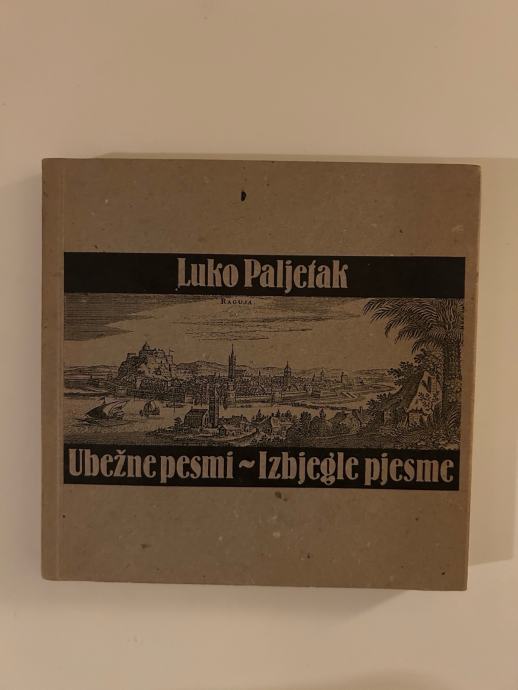 Luko Paljetak
RAGUSA
Ubežne pesmi ~ Izbjegle pjesme